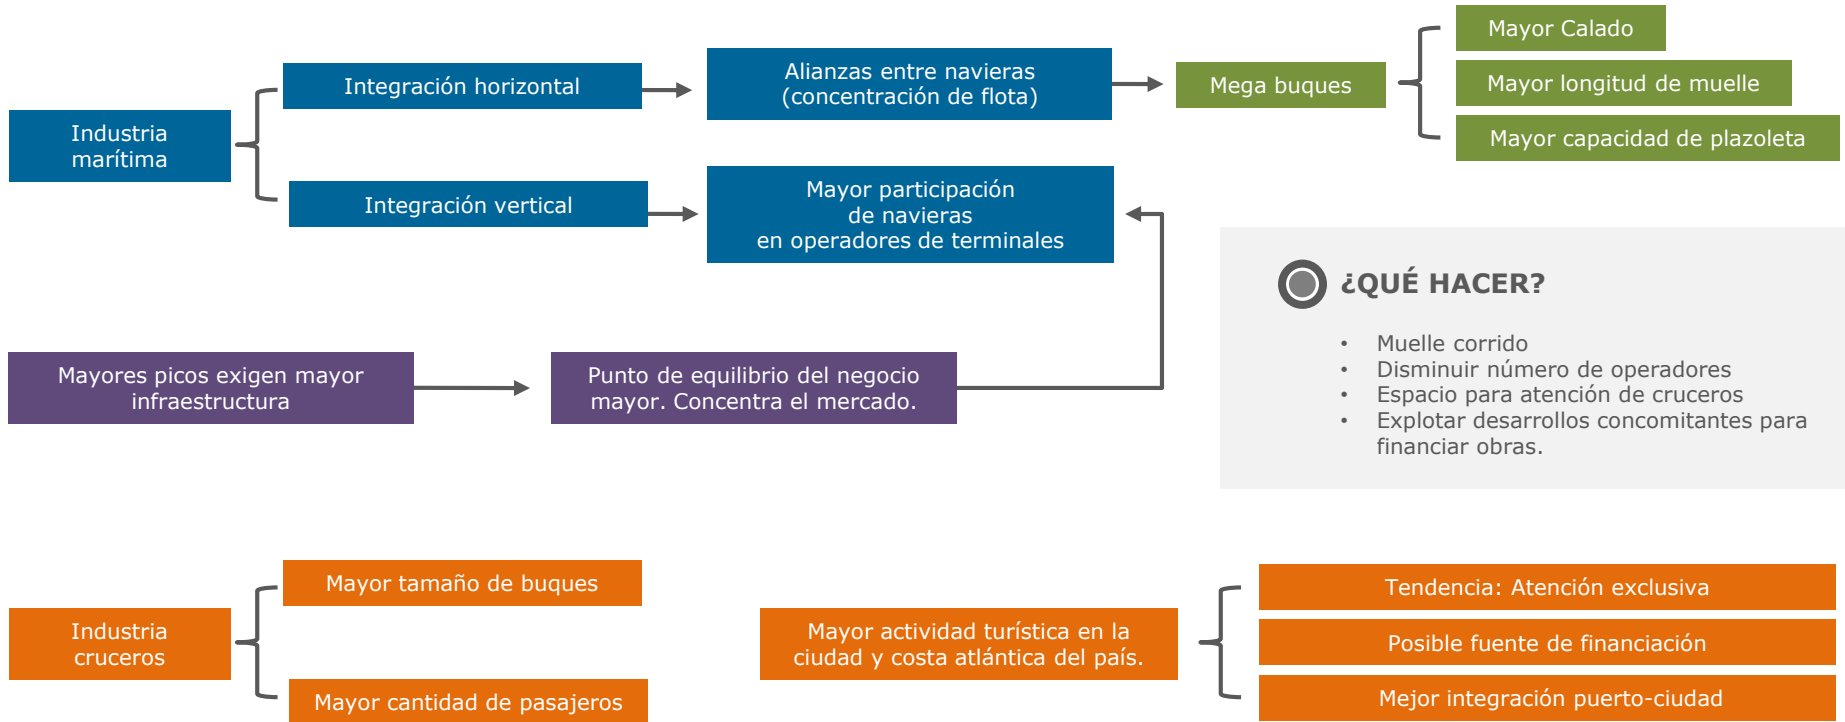 Industria
marítima
Integración horizontal
Integración vertical
Alianzas entre navieras
(concentración de flota)
Mayor participación
de navieras
en operadores de terminales
Mega buques
Mayor Calado
Mayor longitud de muelle
Mayor capacidad de plazoleta
Mayores picos exigen mayor
infraestructura
Punto de equilibrio del negocio
mayor. Concentra el mercado.
¿QUÉ HACER?
• Muelle corrido
• Disminuir número de operadores
• Espacio para atención de cruceros
• Explotar desarrollos concomitantes para
financiar obras.
Industria
cruceros
Mayor tamaño de buques
Mayor cantidad de pasajeros
Mayor actividad turística en la
ciudad y costa atlántica del país.
Tendencia: Atención exclusiva
Posible fuente de financiación
Mejor integración puerto-ciudad